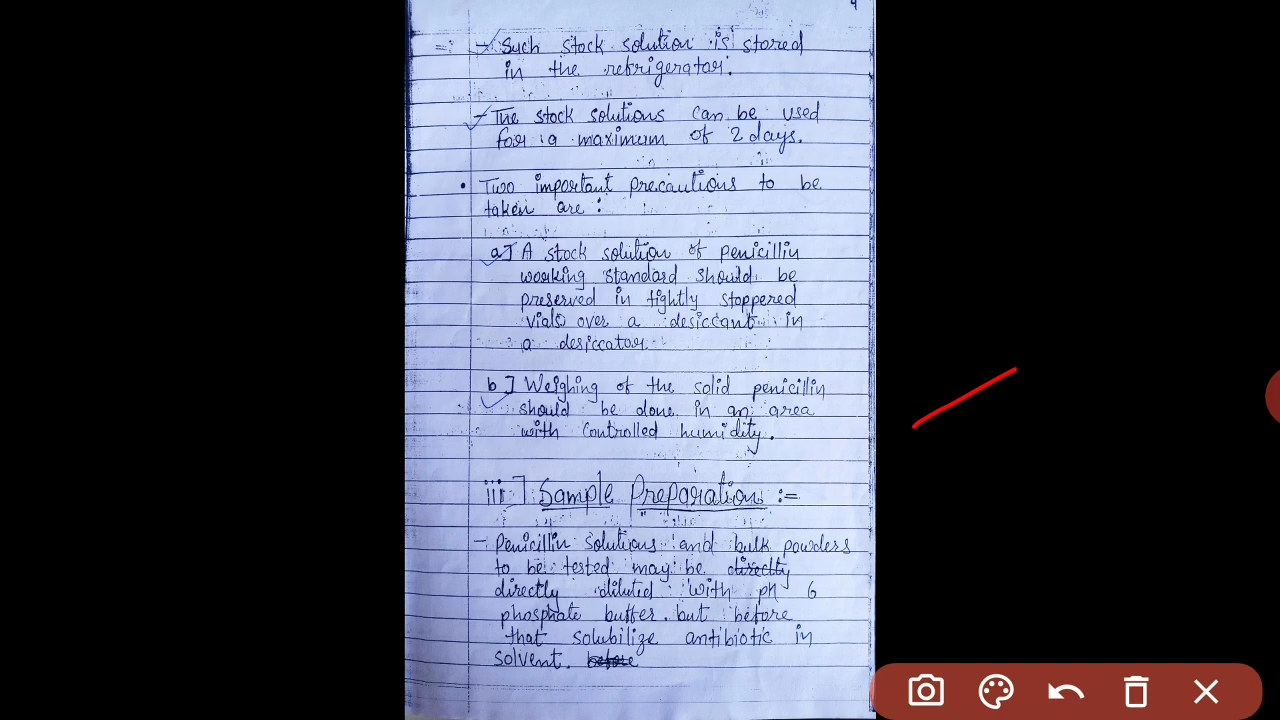 4
=> - Such stock solution is stored
in the refrigerator.
- The stock solutions can be used
for a maximum of 2 days.
• Two important precautions to be
taken are :
a] A stock solution of penicillin
working standard should be
preserved in tightly stoppered
vials over a desiccant in
a desiccator.
b] Weighing of the solid penicillin
should be done in an area
with controlled humidity.
iii] Sample Preparation :=
- Penicillin solutions and bulk powders
to be tested may be directly
directly diluted with pH 6
phosphate buffer. but before
that solubilize antibiotic in
solvent. before